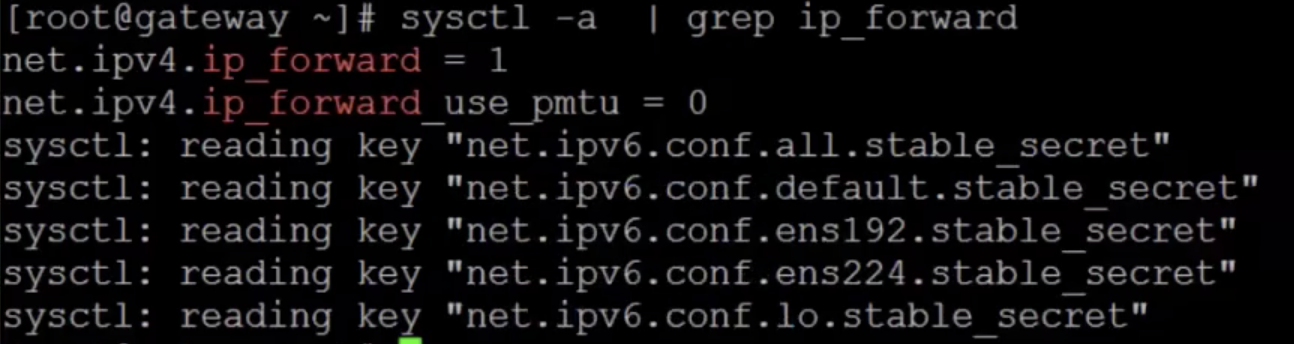 [root@gateway ~]# sysctl -a  | grep ip_forward
net.ipv4.ip_forward = 1
net.ipv4.ip_forward_use_pmtu = 0
sysctl: reading key "net.ipv6.conf.all.stable_secret"
sysctl: reading key "net.ipv6.conf.default.stable_secret"
sysctl: reading key "net.ipv6.conf.ens192.stable_secret"
sysctl: reading key "net.ipv6.conf.ens224.stable_secret"
sysctl: reading key "net.ipv6.conf.lo.stable_secret"